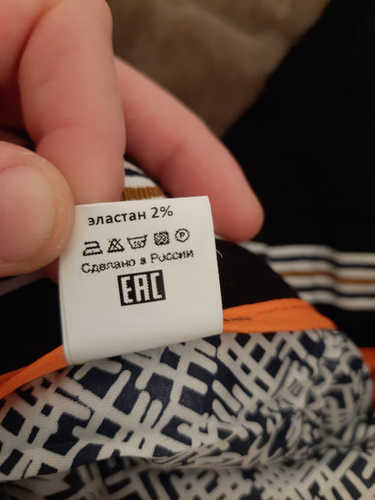 эластан 2%
Сделано в России
EAC